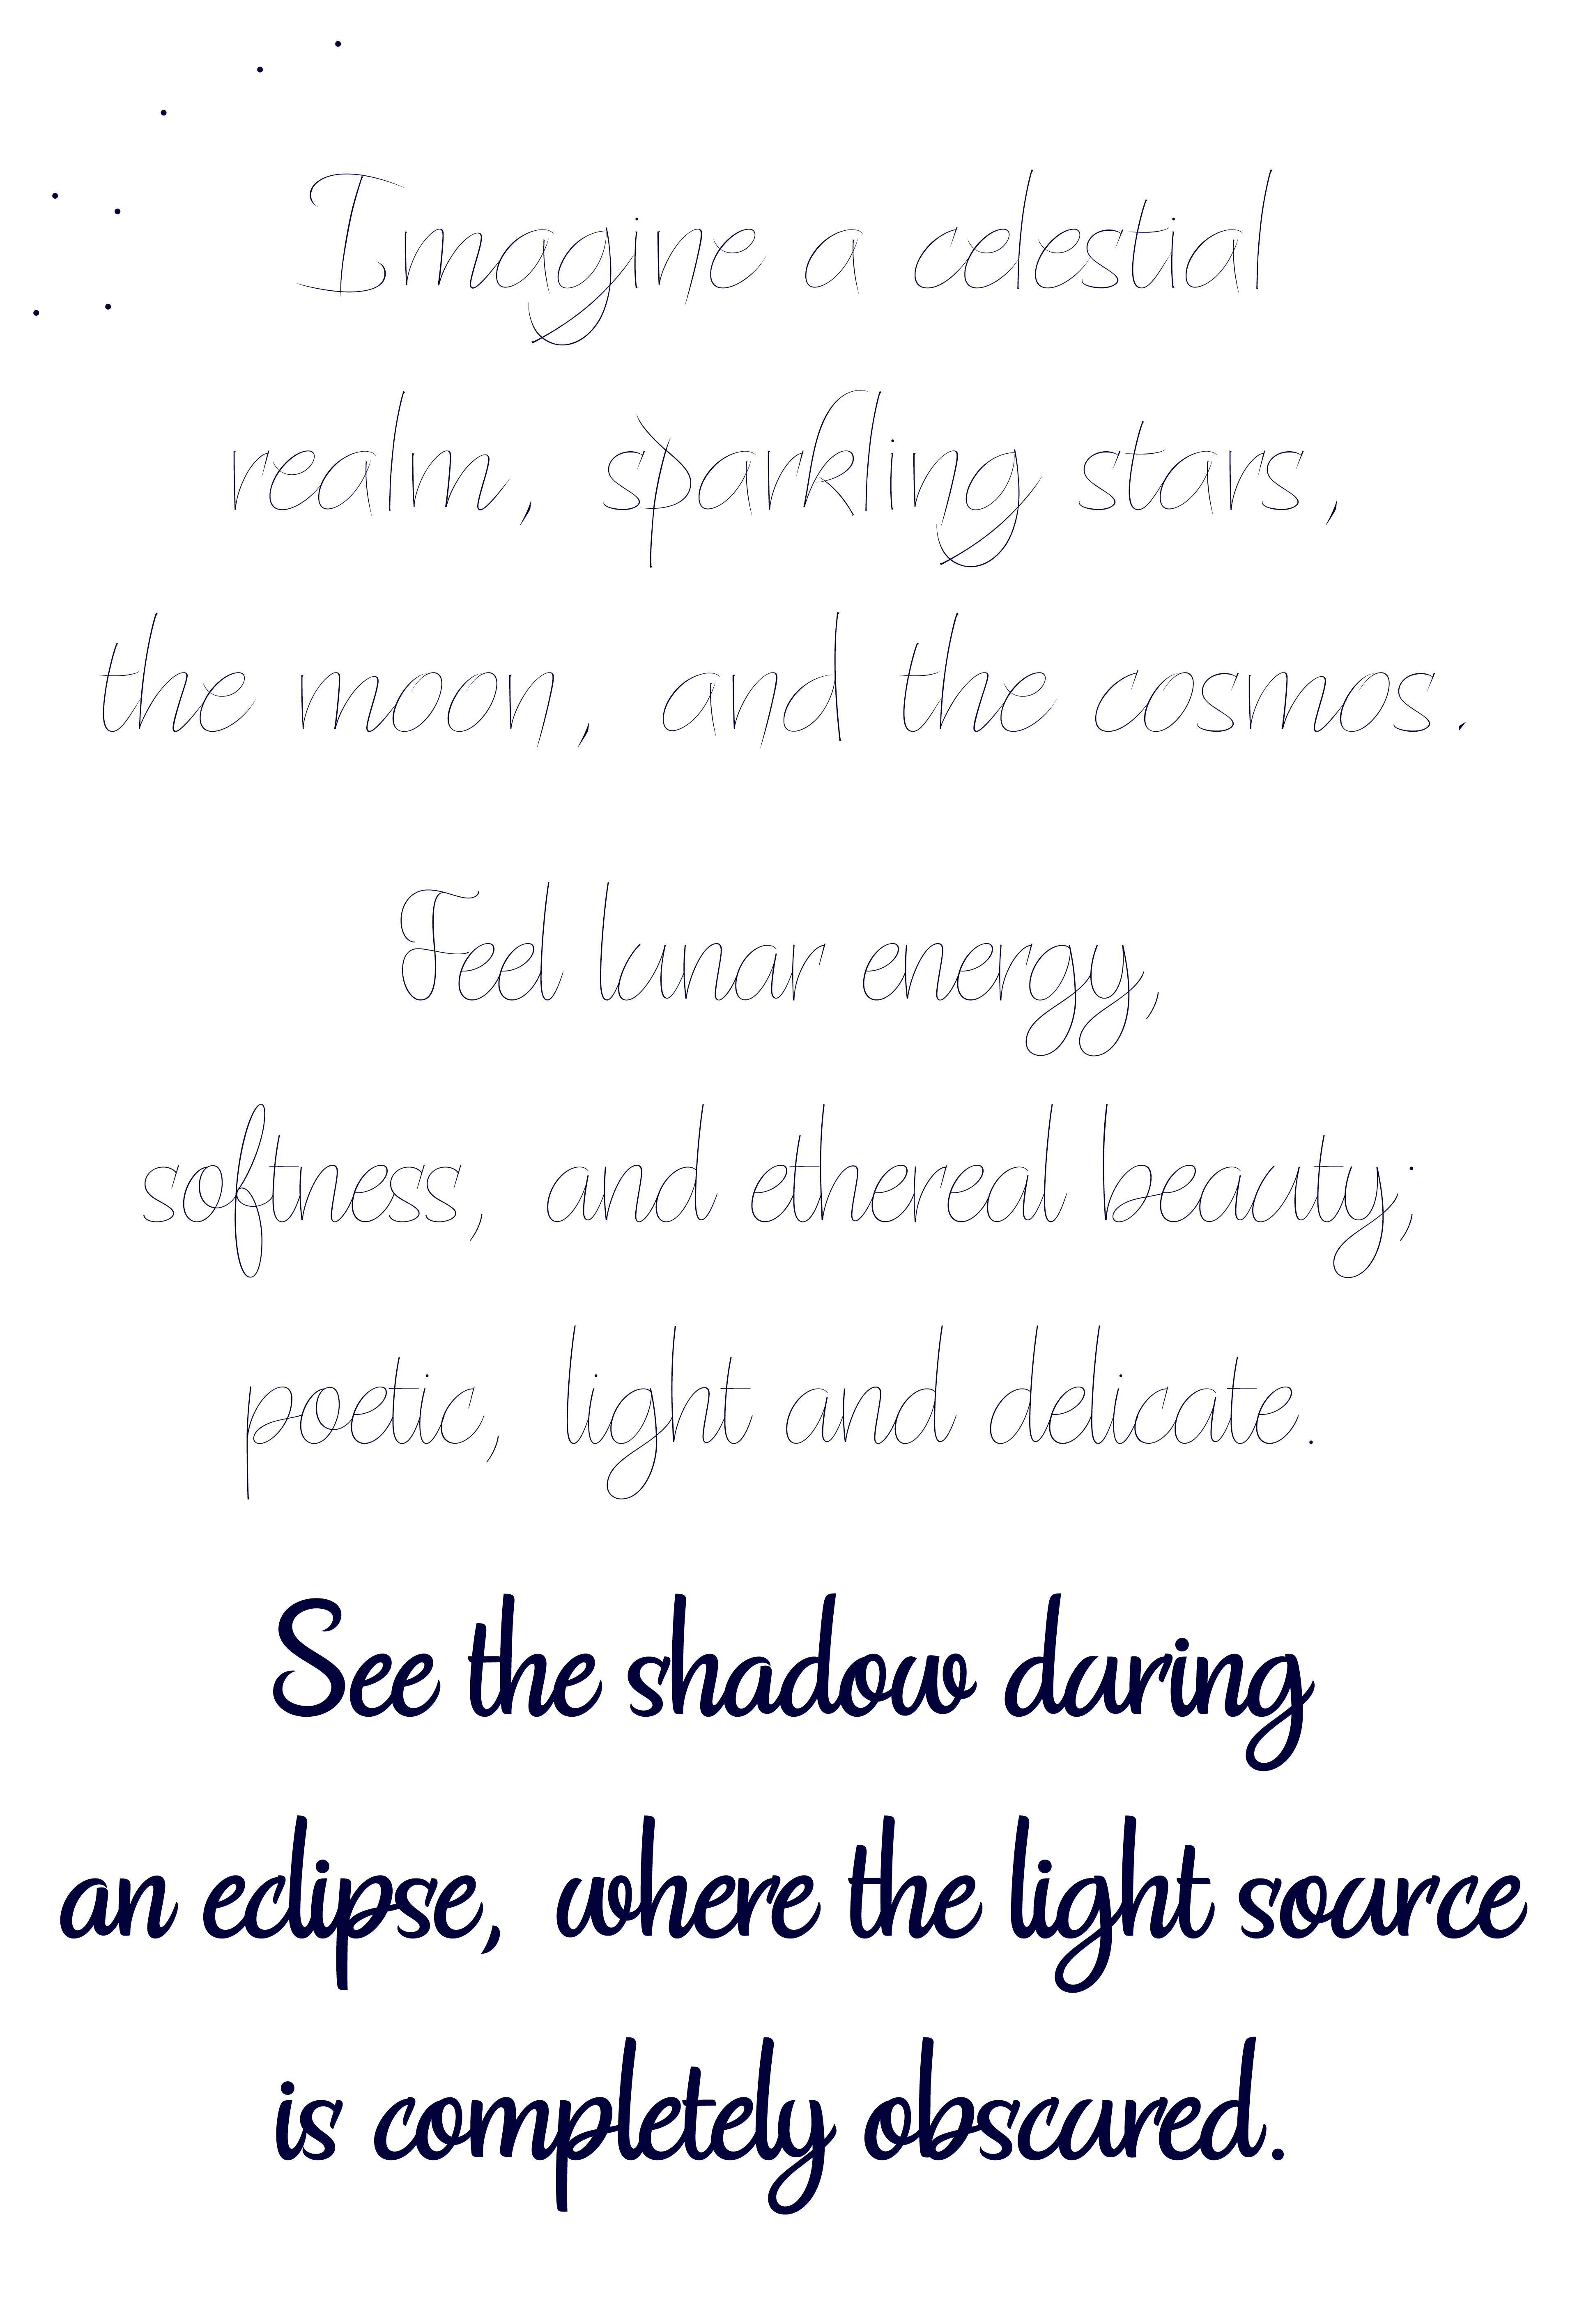 Imagine a celestial
realm, sparkling stars,
the moon, and the cosmos.
Feel lunar energy,
softness, and ethereal beauty;
poetic, light and delicate.
See the shadow during
an eclipse, where the light source
is completely obscured.